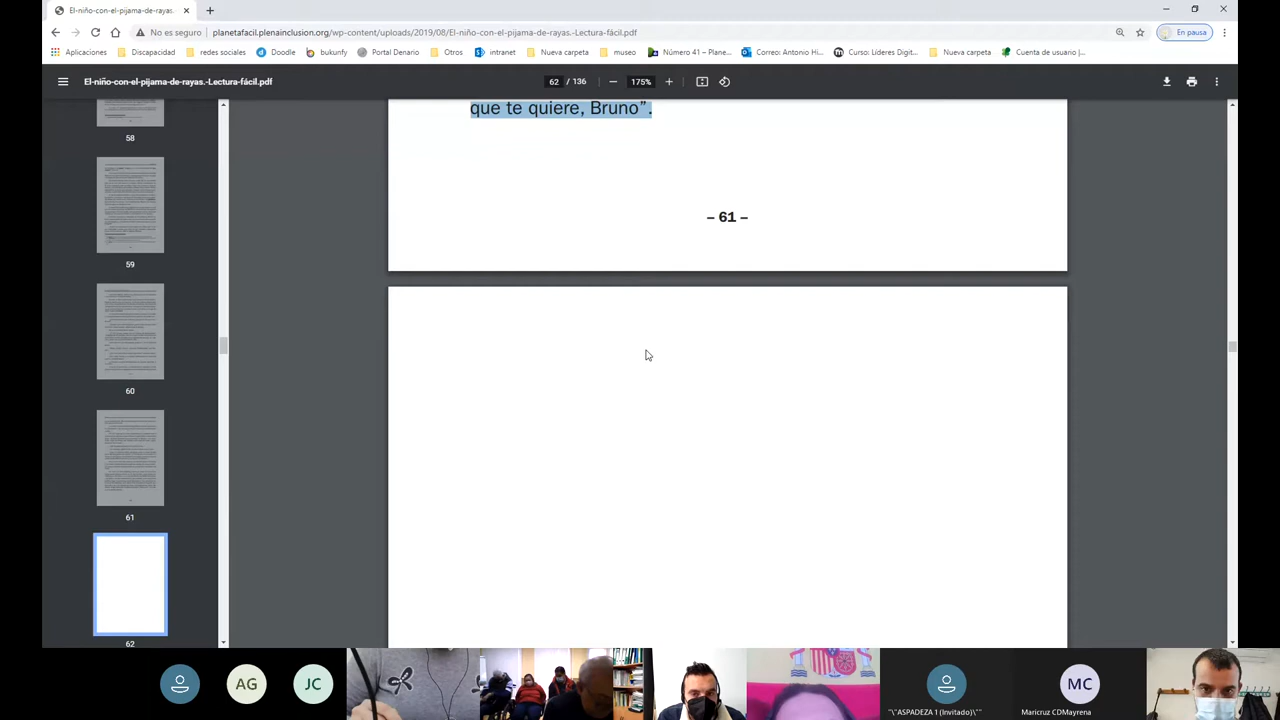 El-niño-con-el-pijama-de-rayas.
No es seguro
planetafacil.plenainclusion.org/wp-content/uploads/2019/08/El-niño-con-el-pijama-de-rayas.-Lectura-fácil.pdf
En pausa
Aplicaciones
Discapacidad
redes sociales
Doodle
bukunfy
Portal Denario
Otros
intranet
Nueva carpeta
museo
Número 41 – Plane...
Correo: Antonio Hi...
Curso: Líderes Digit...
Nueva carpeta
Cuenta de usuario |...
El-niño-con-el-pijama-de-rayas.-Lectura-fácil.pdf
62 / 136
175%
58
59
60
61
62
que te quiere, Bruno”.
– 61 –
AG
JC
"\"ASPADEZA 1 (Invitado)\""
MC
Maricruz CDMayrena